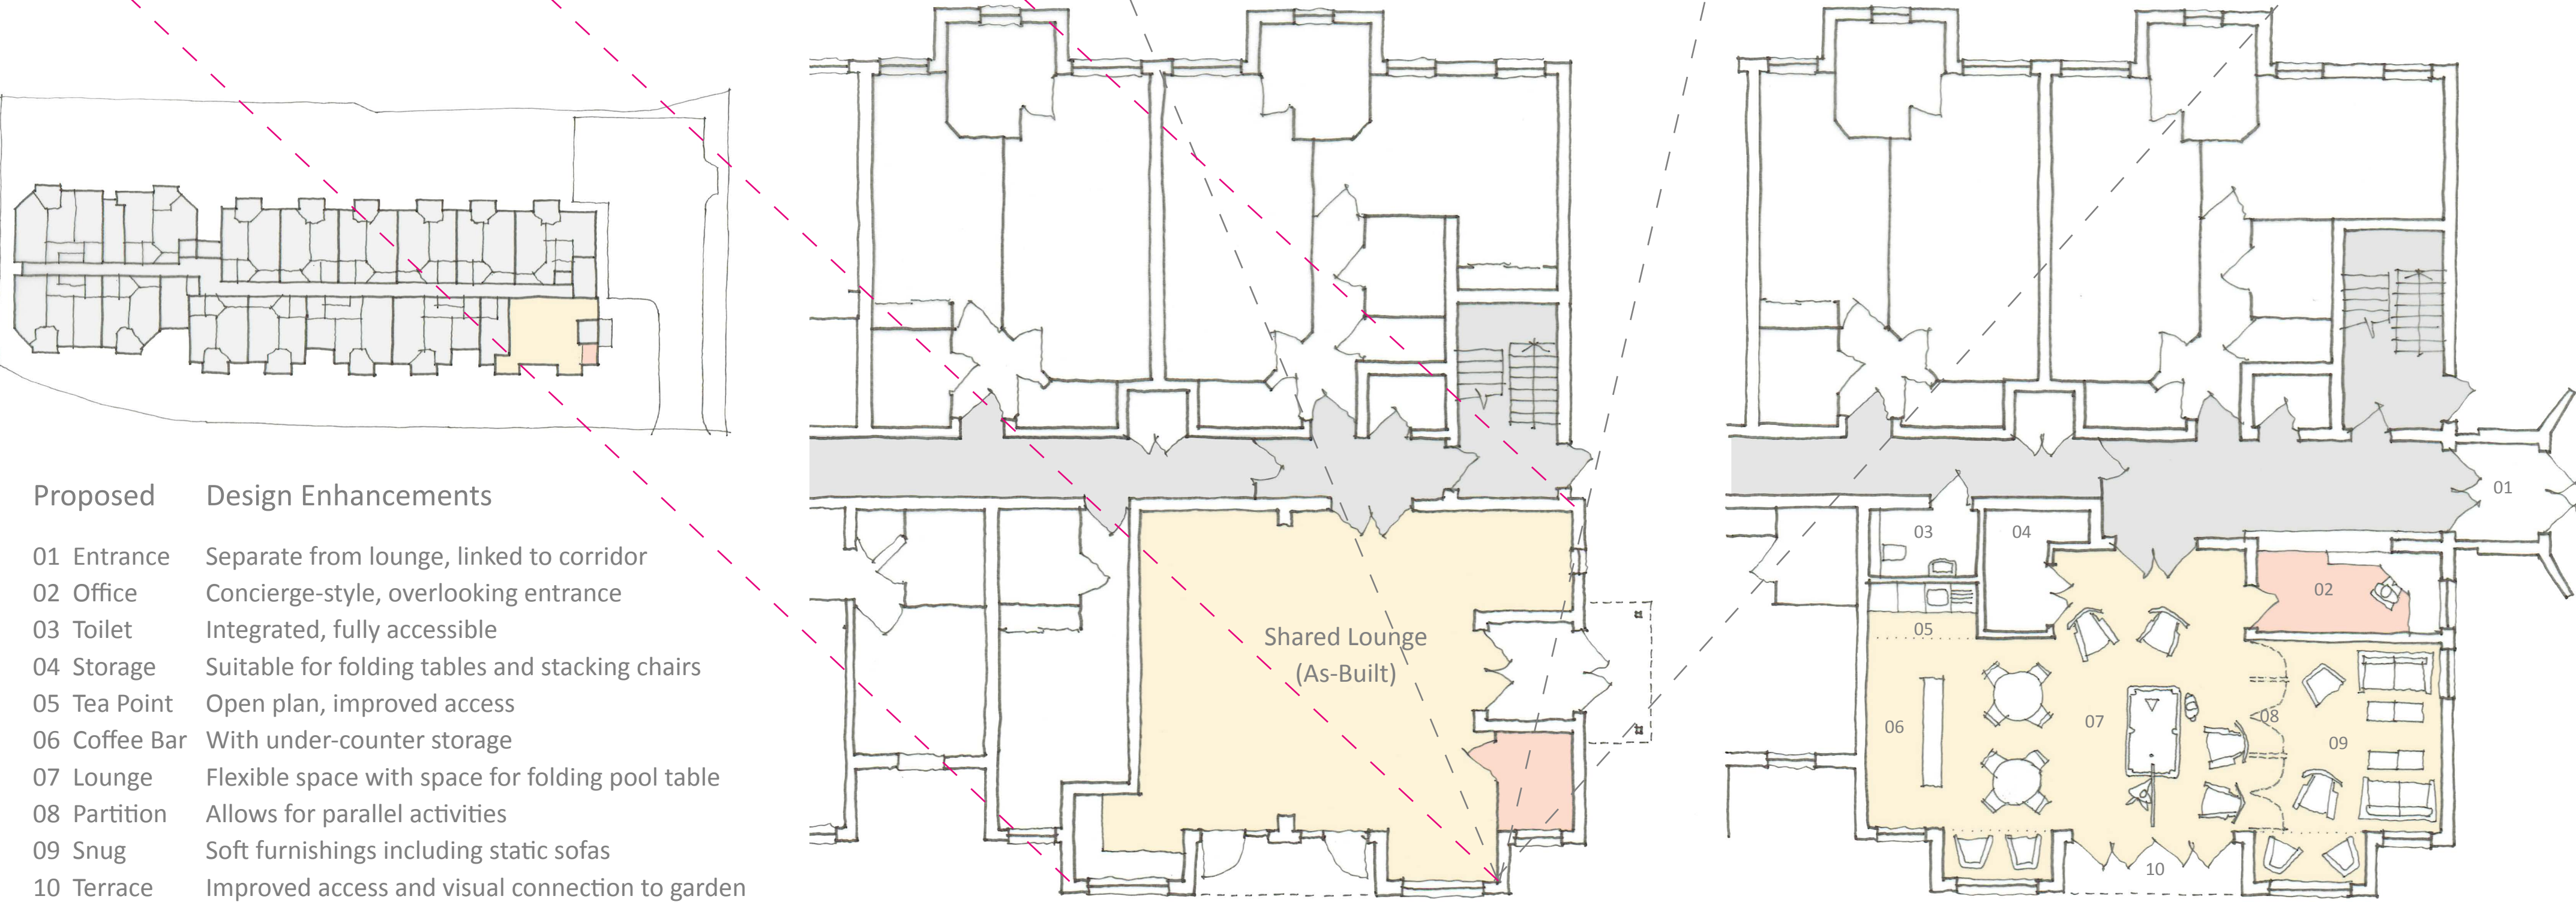 Proposed Design Enhancements
01 Entrance Separate from lounge, linked to corridor
02 Office Concierge-style, overlooking entrance
03 Toilet Integrated, fully accessible
04 Storage Suitable for folding tables and stacking chairs
05 Tea Point Open plan, improved access
06 Coffee Bar With under-counter storage
07 Lounge Flexible space with space for folding pool table
08 Partition Allows for parallel activities
09 Snug Soft furnishings including static sofas
10 Terrace Improved access and visual connection to garden
Shared Lounge
(As-Built)
01
02
03
04
05
06
07
08
09
10